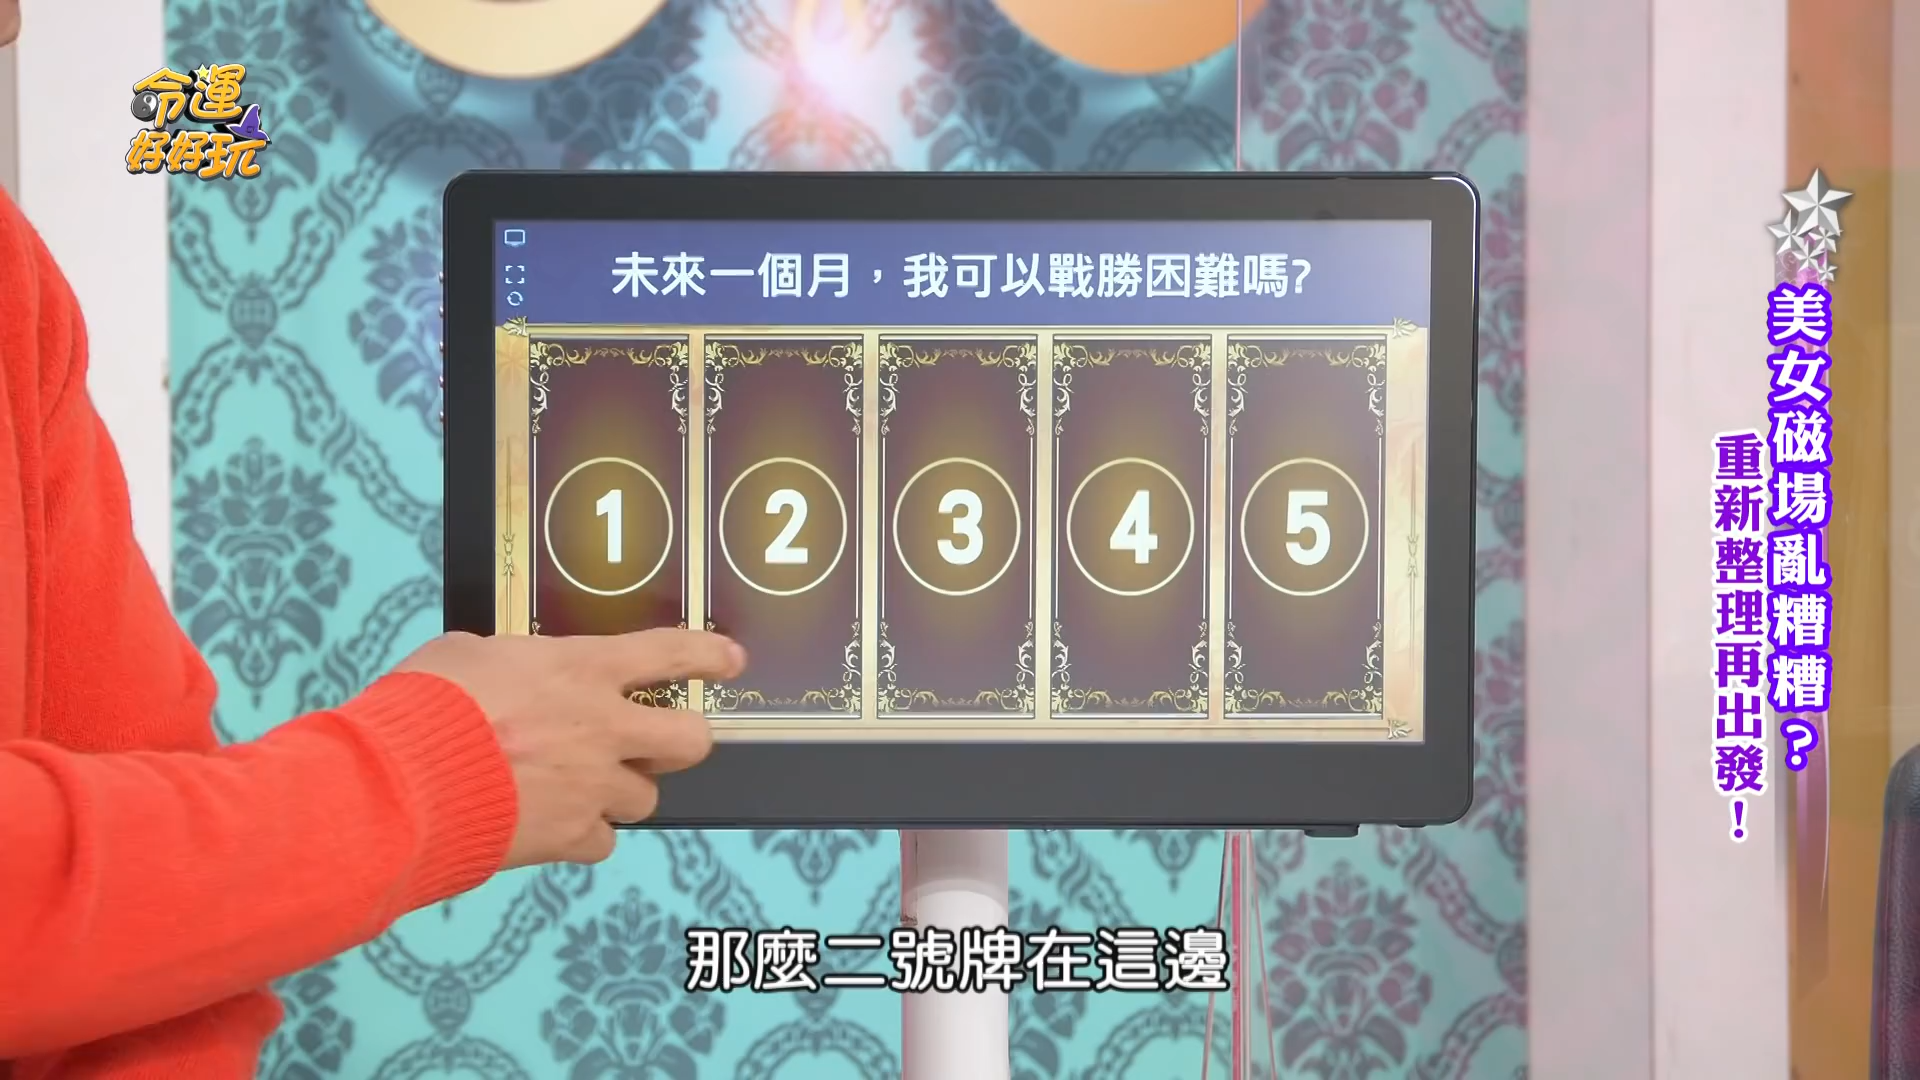 命運
好好玩
未來一個月，我可以戰勝困難嗎?
1
2
3
4
5
美女磁場亂糟糟？
重新整理再出發！
那麼二號牌在這邊